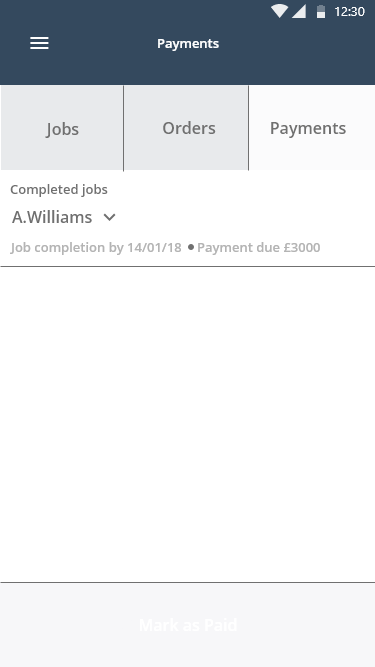 12:30
Payments
Jobs Orders Payments
Completed jobs
A.Williams
Job completion by 14/01/18 • Payment due £3000
Mark as Paid